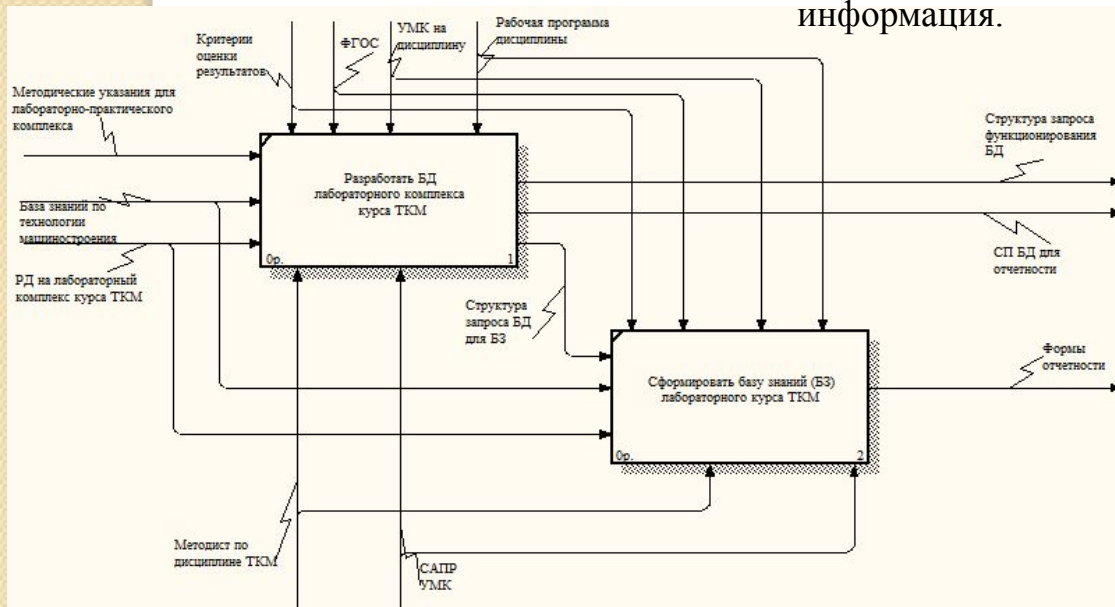 информация.
Критерии
оценки
результатов
ФГОС
УМК на
дисциплину
Рабочая программа
дисциплины
Методические указания для
лабораторно-практического
комплекса
База знаний по
технологии
машиностроения
РД на лабораторный
комплекс курса ТКМ
Разработать БД
лабораторного комплекса
курса ТКМ
0р.
1
Структура запроса
функционирования
БД
СП БД для
отчетности
Структура
запроса БД
для БЗ
Сформировать базу знаний (БЗ)
лабораторного курса ТКМ
0р.
2
Формы
отчетности
Методист по
дисциплине ТКМ
САПР
УМК